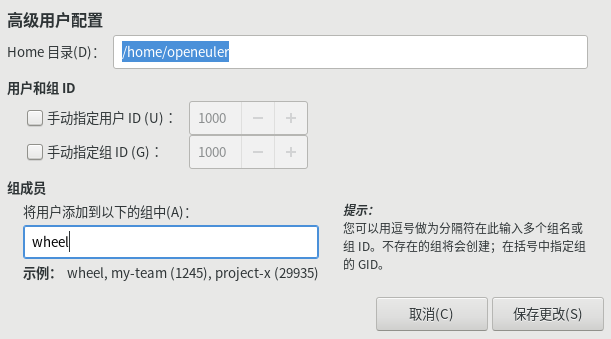 高级用户配置
Home 目录(D)： /home/openeuler
用户和组 ID
手动指定用户 ID (U)： 1000 − +
手动指定组 ID (G)： 1000 − +
组成员
将用户添加到以下的组中(A)：
wheel
示例： wheel, my-team (1245), project-x (29935)
提示：
您可以用逗号做为分隔符在此输入多个组名或
组 ID。不存在的组将会创建；在括号中指定组
的 GID。
取消(C) 保存更改(S)